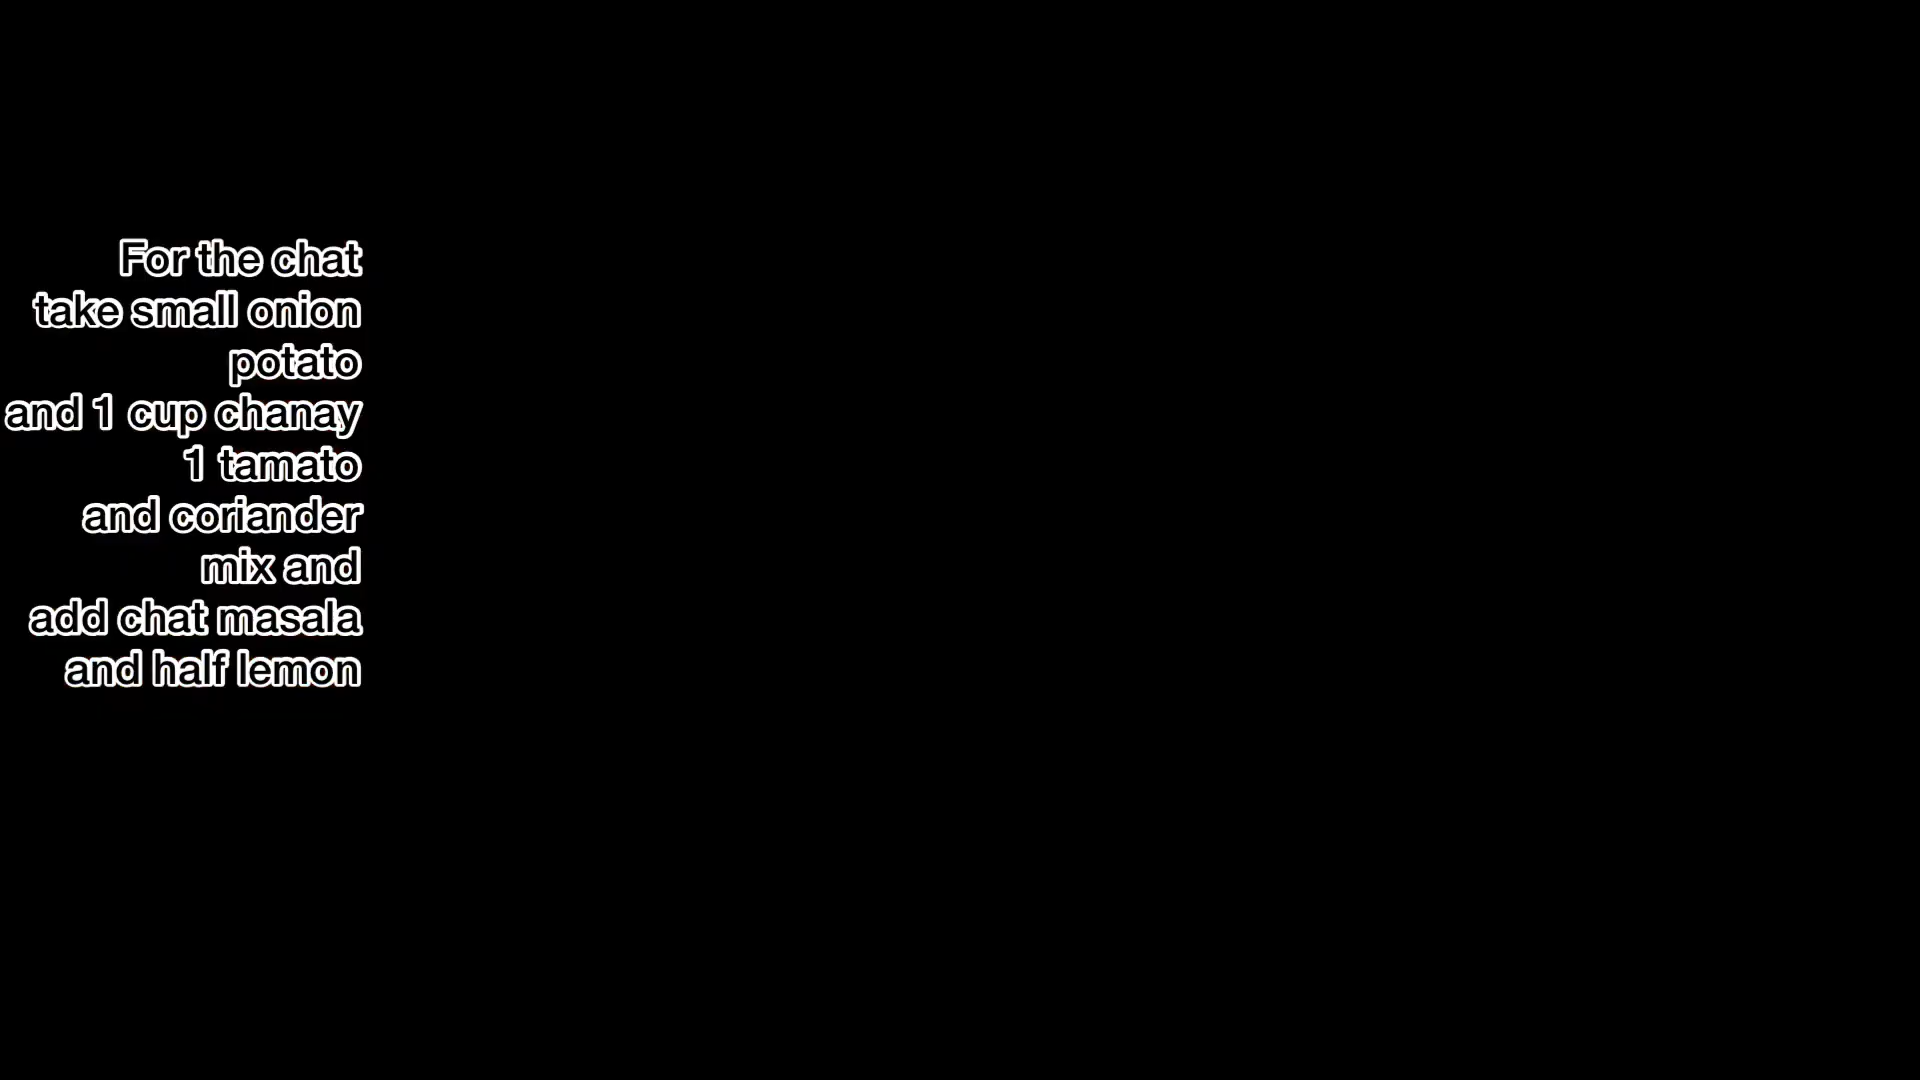 For the chat
take small onion
potato
and 1 cup chanay
1 tamato
and coriander
mix and
add chat masala
and half lemon